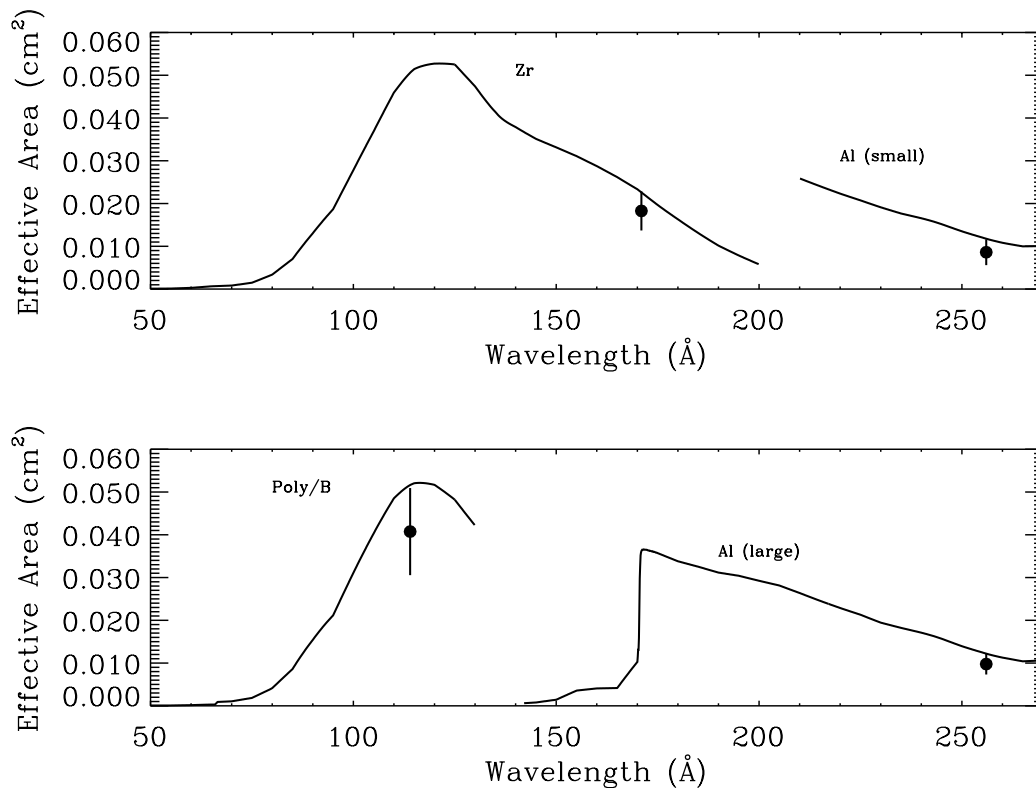 Effective Area (cm²)
0.060
0.050
0.040
0.030
0.020
0.010
0.000
Zr
Al (small)
50 100 150 200 250
Wavelength (Å)
Effective Area (cm²)
0.060
0.050
0.040
0.030
0.020
0.010
0.000
Poly/B
Al (large)
50 100 150 200 250
Wavelength (Å)